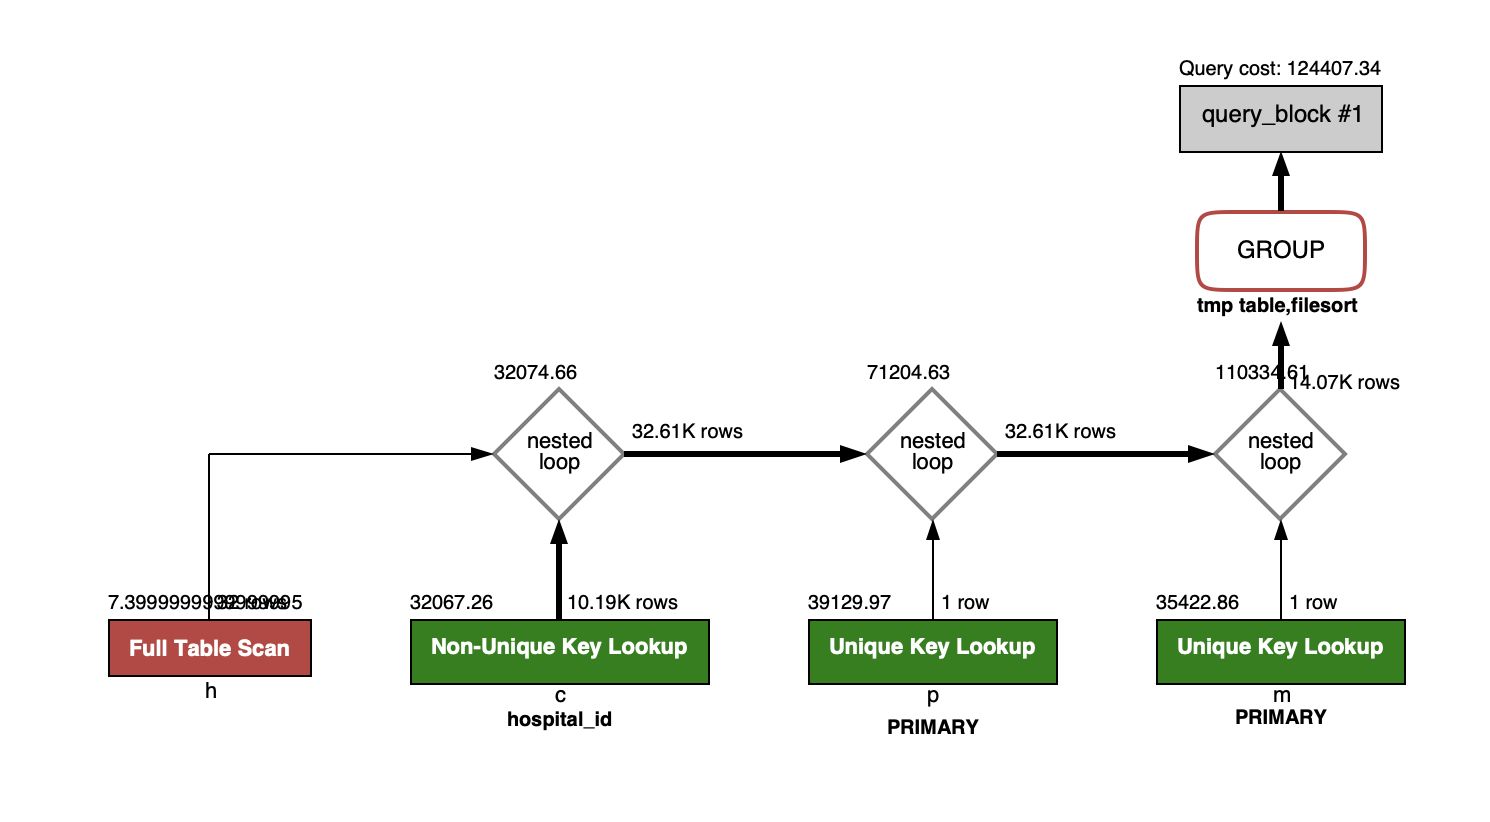 Query cost: 124407.34
query_block #1
GROUP
tmp table,filesort
32074.66
71204.63
110334.61
14.07K rows
32.61K rows
32.61K rows
nested
loop
nested
loop
nested
loop
32 rows
32067.26
10.19K rows
39129.97
1 row
35422.86
1 row
Full Table Scan
Non-Unique Key Lookup
Unique Key Lookup
Unique Key Lookup
h
c
p
m
hospital_id
PRIMARY
PRIMARY